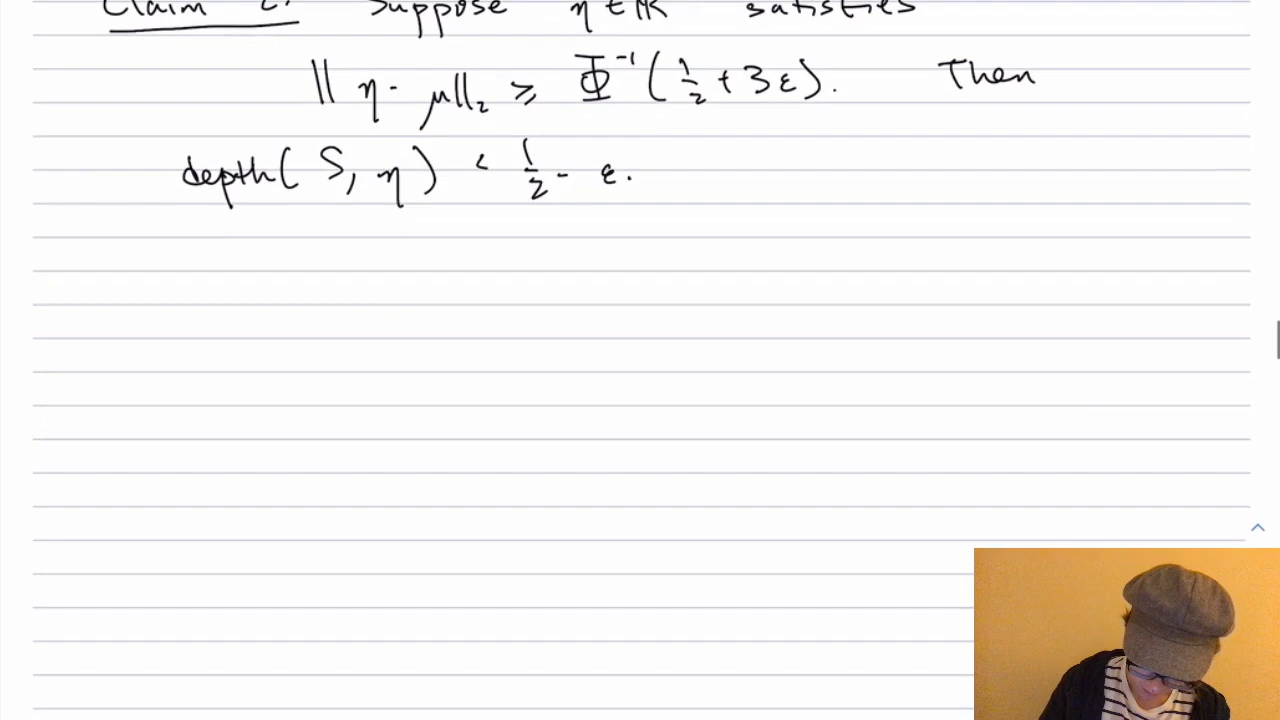 Claim 2: Suppose η ∈ ℝ satisfies
‖ η - μ‖₂ ≥ Φ⁻¹(1/2 + 3ε). Then
depth(S, η) < 1/2 - ε.